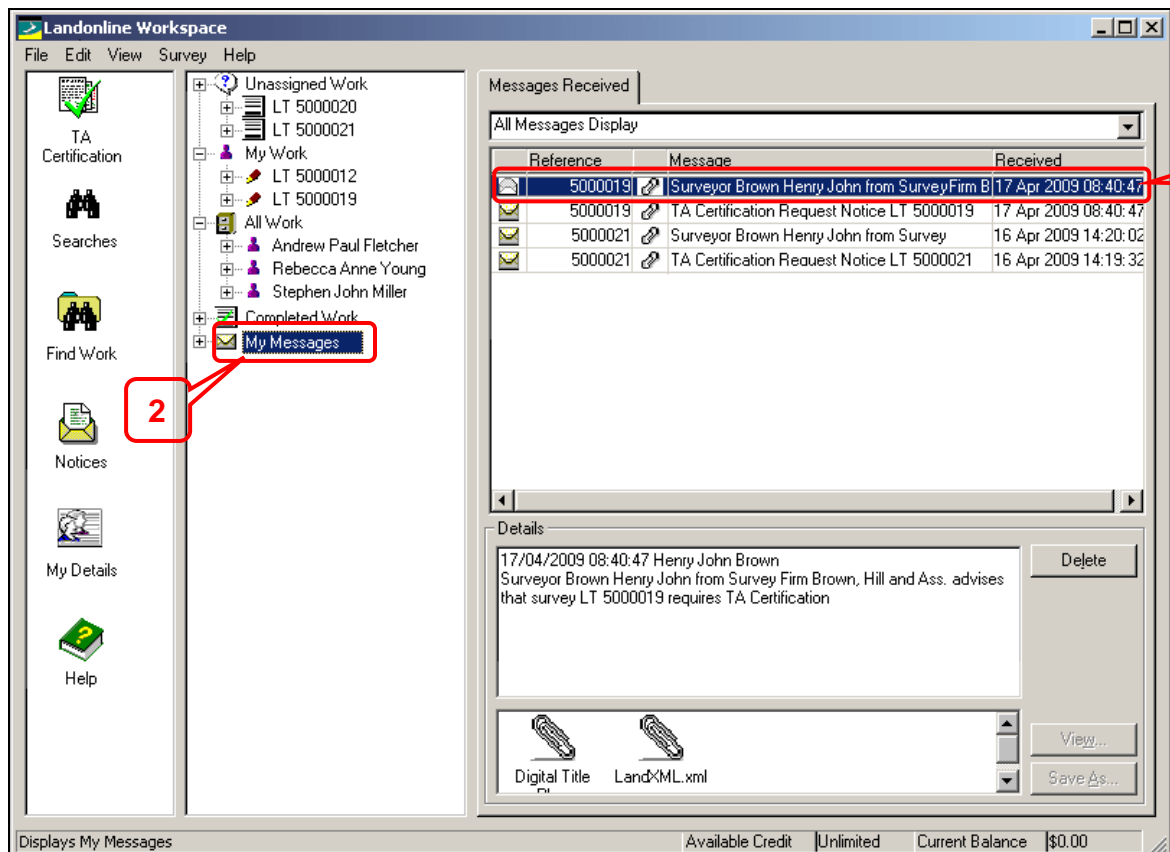 Landonline Workspace
File Edit View Survey Help
TA
Certification
Searches
Find Work
Notices
My Details
Help
Unassigned Work
LT 5000020
LT 5000021
My Work
LT 5000012
LT 5000019
All Work
Andrew Paul Fletcher
Rebecca Anne Young
Stephen John Miller
Completed Work
My Messages
2
Messages Received
All Messages Display
Reference Message Received
5000019 Surveyor Brown Henry John from SurveyFirm B 17 Apr 2009 08:40:47
5000019 TA Certification Request Notice LT 5000019 17 Apr 2009 08:40:47
5000021 Surveyor Brown Henry John from Survey 16 Apr 2009 14:20:02
5000021 TA Certification Request Notice LT 5000021 16 Apr 2009 14:19:32
Details
17/04/2009 08:40:47 Henry John Brown
Surveyor Brown Henry John from Survey Firm Brown, Hill and Ass. advises
that survey LT 5000019 requires TA Certification
Delete
Digital Title
LandXML.xml
View...
Save As...
Displays My Messages Available Credit Unlimited Current Balance $0.00